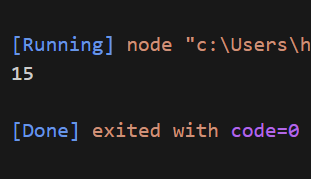 [Running] node "c:\Users\h
15
[Done] exited with code=0